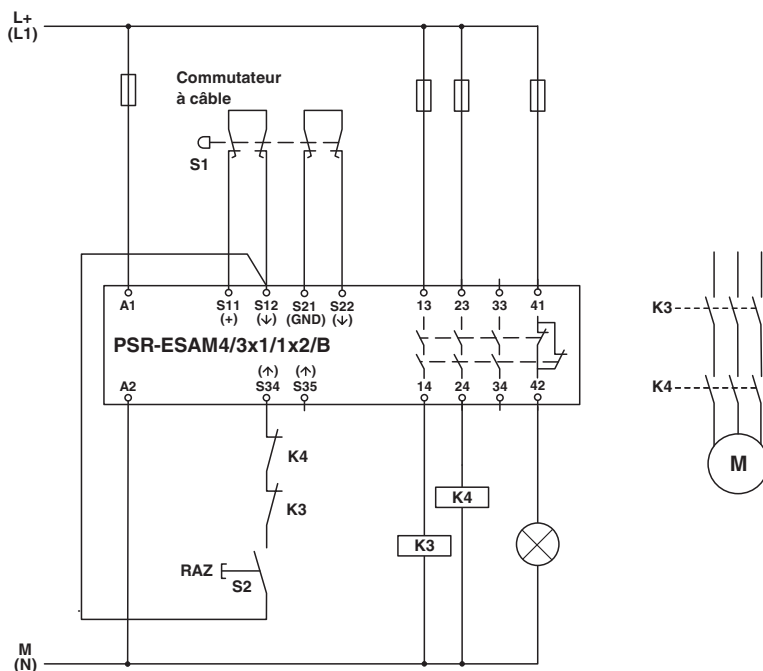 L+
(L1)
Commutateur
à câble
S1
A1
S11
(+)
S12
(↓)
S21
(GND)
S22
(↓)
13
23
33
41
PSR-ESAM4/3x1/1x2/B
A2
(↑)
S34
(↑)
S35
14
24
34
42
K4
K3
RAZ
S2
K4
K3
K3
K4
M
M
(N)